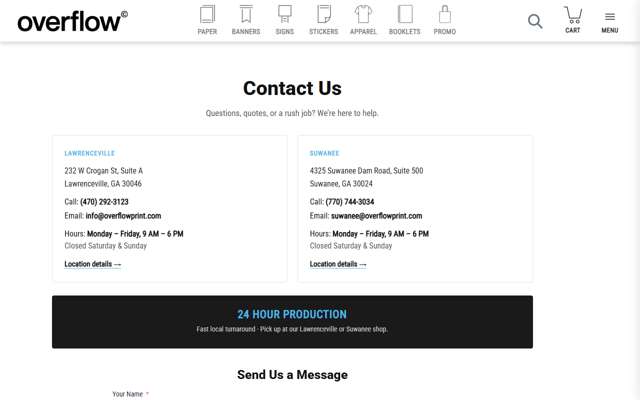 overflow©
PAPER
BANNERS
SIGNS
STICKERS
APPAREL
BOOKLETS
PROMO
CART
MENU
Contact Us
Questions, quotes, or a rush job? We're here to help.
LAWRENCEVILLE
232 W Crogan St, Suite A
Lawrenceville, GA 30046
Call: (470) 292-3123
Email: info@overflowprint.com
Hours: Monday – Friday, 9 AM – 6 PM
Closed Saturday & Sunday
Location details →
SUWANEE
4325 Suwanee Dam Road, Suite 500
Suwanee, GA 30024
Call: (770) 744-3034
Email: suwanee@overflowprint.com
Hours: Monday – Friday, 9 AM – 6 PM
Closed Saturday & Sunday
Location details →
24 HOUR PRODUCTION
Fast local turnaround · Pick up at our Lawrenceville or Suwanee shop.
Send Us a Message
Your Name *